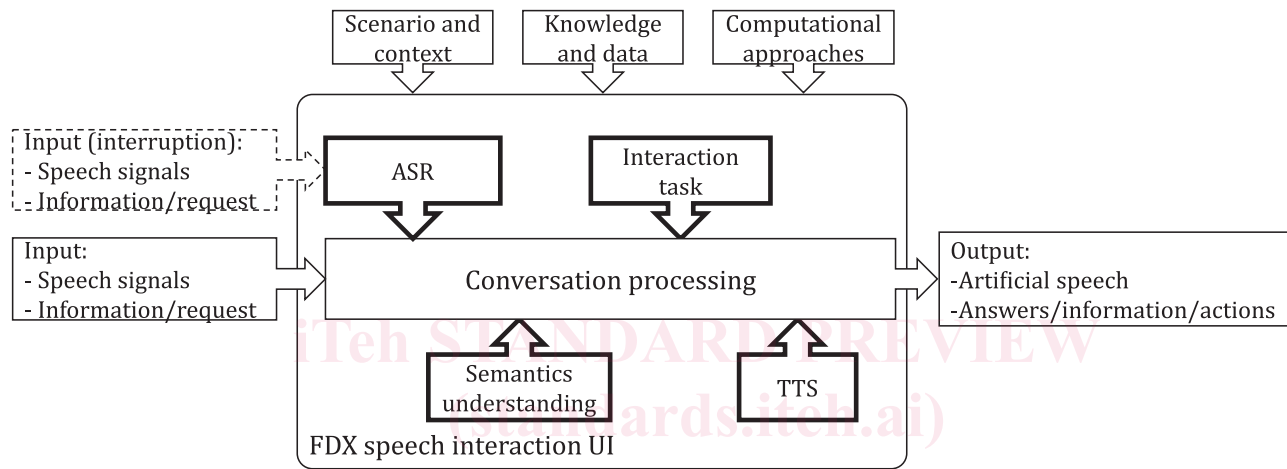 Scenario and
context
Knowledge
and data
Computational
approaches
Input (interruption):
- Speech signals
- Information/request
ASR
Interaction
task
Input:
- Speech signals
- Information/request
Conversation processing
Output:
-Artificial speech
-Answers/information/actions
iTeh STANDARD PREVIEW
Semantics
understanding
TTS
(standards.iteh.ai)
FDX speech interaction UI